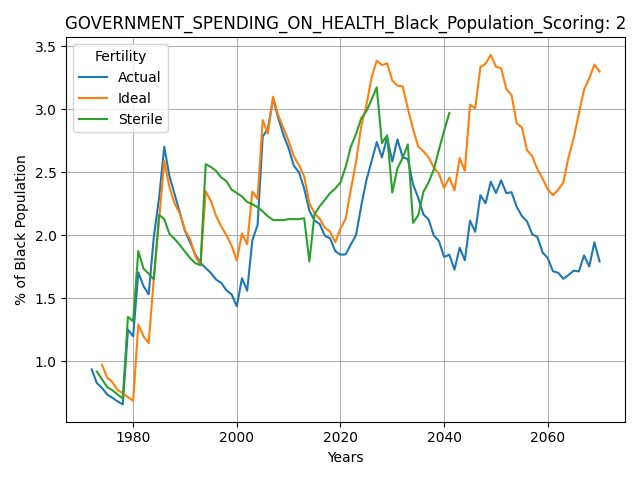 GOVERNMENT_SPENDING_ON_HEALTH_Black_Population_Scoring: 2
Fertility
Actual
Ideal
Sterile
% of Black Population
3.5
3.0
2.5
2.0
1.5
1.0
1980 2000 2020 2040 2060
Years